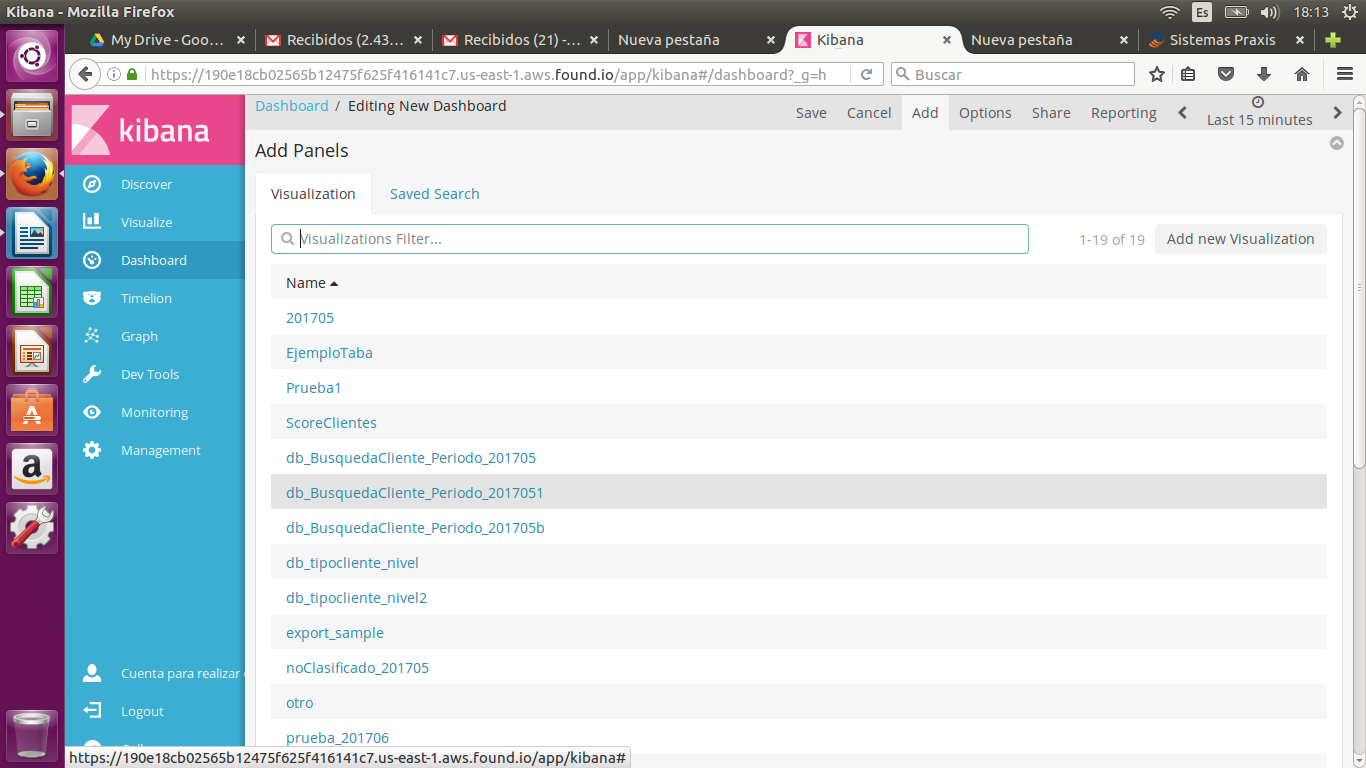 Kibana - Mozilla Firefox
Es
18:13
My Drive - Goo...
Recibidos (2.43...
Recibidos (21) -...
Nueva pestaña
Kibana
Nueva pestaña
Sistemas Praxis
https://190e18cb02565b12475f625f416141c7.us-east-1.aws.found.io/app/kibana#/dashboard?_g=h
Buscar
kibana
Discover
Visualize
Dashboard
Timelion
Graph
Dev Tools
Monitoring
Management
Cuenta para realizar
Logout
Dashboard / Editing New Dashboard
Save
Cancel
Add
Options
Share
Reporting
Last 15 minutes
Add Panels
Visualization
Saved Search
Visualizations Filter...
1-19 of 19
Add new Visualization
Name
201705
EjemploTaba
Prueba1
ScoreClientes
db_BusquedaCliente_Periodo_201705
db_BusquedaCliente_Periodo_2017051
db_BusquedaCliente_Periodo_201705b
db_tipocliente_nivel
db_tipocliente_nivel2
export_sample
noClasificado_201705
otro
prueba_201706
https://190e18cb02565b12475f625f416141c7.us-east-1.aws.found.io/app/kibana#